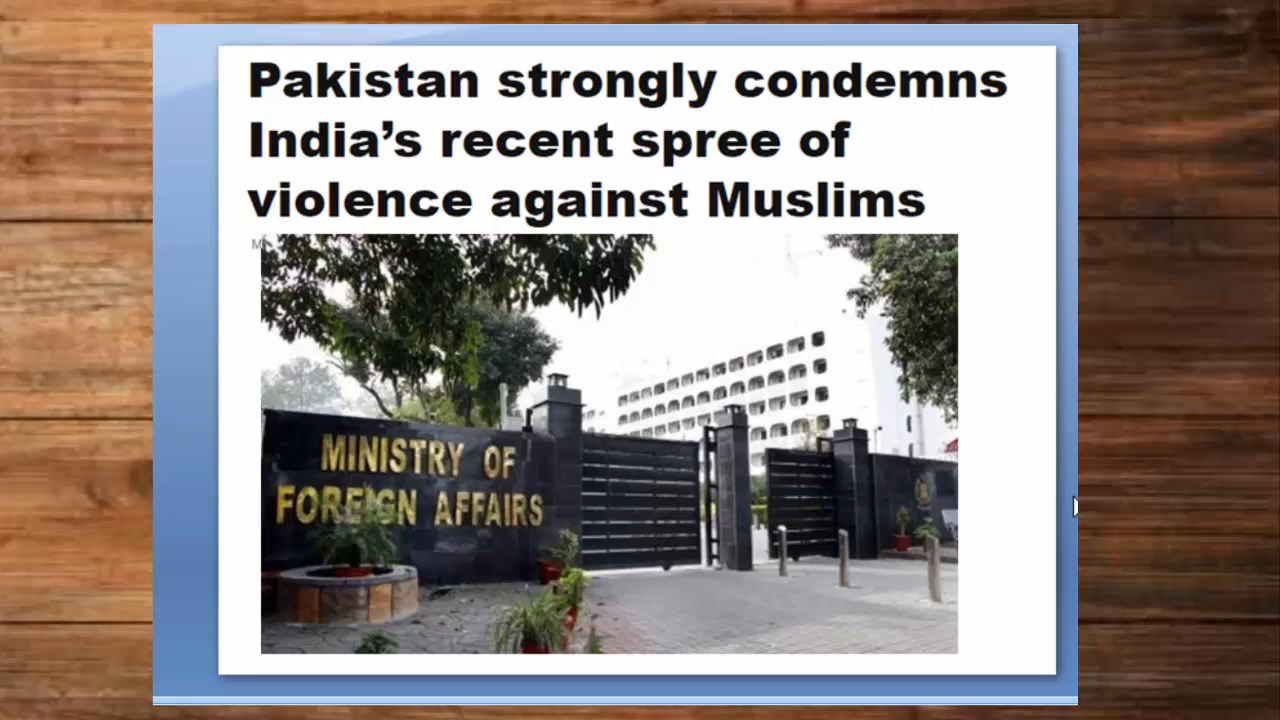 Pakistan strongly condemns
India’s recent spree of
violence against Muslims
MINISTRY OF
FOREIGN AFFAIRS